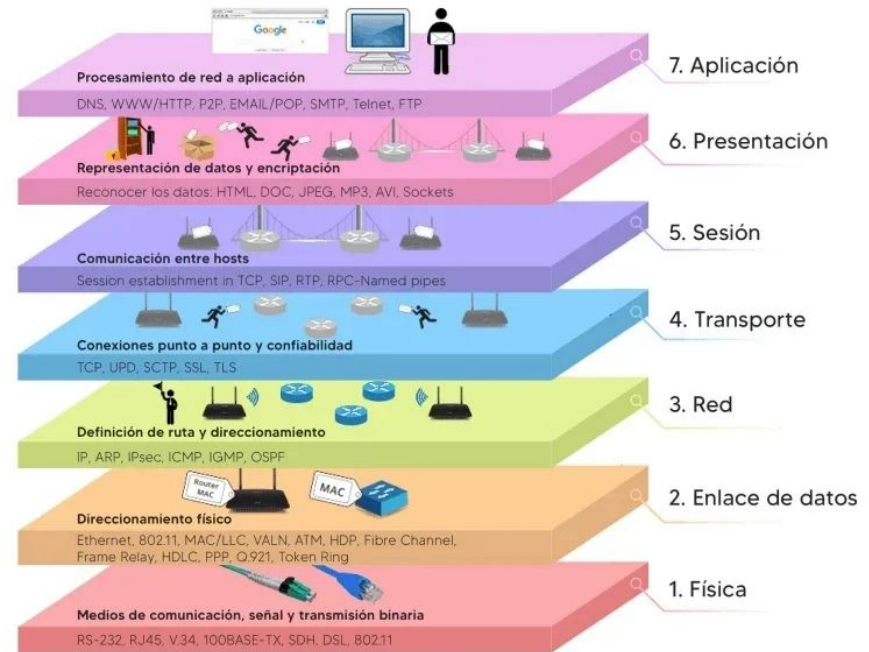 Google
Procesamiento de red a aplicación
DNS, WWW/HTTP, P2P, EMAIL/POP, SMTP, Telnet, FTP
7. Aplicación
Representación de datos y encriptación
Reconocer los datos: HTML, DOC, JPEG, MP3, AVI, Sockets
6. Presentación
Comunicación entre hosts
Session establishment in TCP, SIP, RTP, RPC-Named pipes
5. Sesión
Conexiones punto a punto y confiabilidad
TCP, UPD, SCTP, SSL, TLS
4. Transporte
Definición de ruta y direccionamiento
IP, ARP, IPsec, ICMP, IGMP, OSPF
3. Red
Router
MAC
MAC
Direccionamiento físico
Ethernet, 802.11, MAC/LLC, VALN, ATM, HDP, Fibre Channel,
Frame Relay, HDLC, PPP, Q.921, Token Ring
2. Enlace de datos
Medios de comunicación, señal y transmisión binaria
RS-232, RJ45, V.34, 100BASE-TX, SDH, DSL, 802.11
1. Física